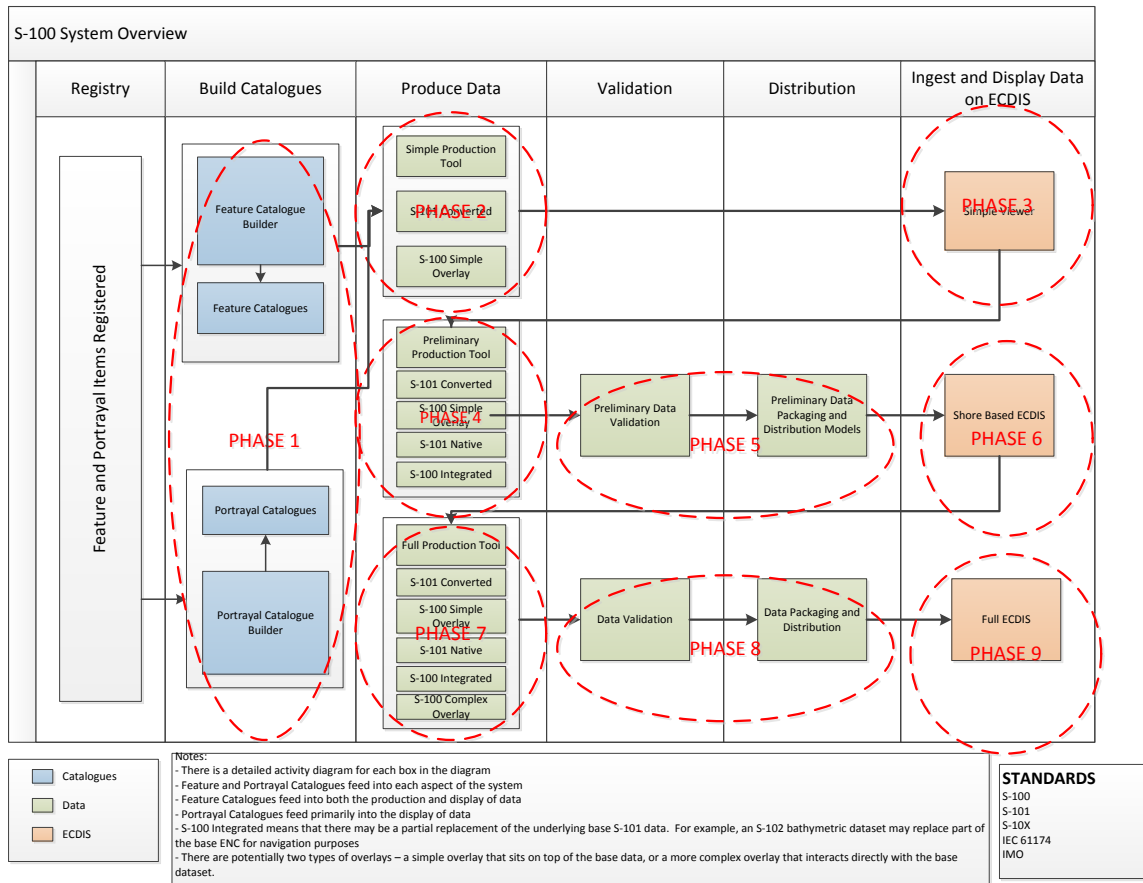 S-100 System Overview
Registry
Build Catalogues
Produce Data
Validation
Distribution
Ingest and Display Data
on ECDIS
Feature and Portrayal Items Registered
Feature Catalogue
Builder
Feature Catalogues
PHASE 1
Portrayal Catalogues
Portrayal Catalogue
Builder
Simple Production
Tool
S-101 Converted
PHASE 2
S-100 Simple
Overlay
Simple Viewer
PHASE 3
Preliminary
Production Tool
S-101 Converted
S-100 Simple
Overlay
PHASE 4
S-101 Native
S-100 Integrated
Preliminary Data
Validation
PHASE 5
Preliminary Data
Packaging and
Distribution Models
Shore Based ECDIS
PHASE 6
Full Production Tool
S-101 Converted
S-100 Simple
Overlay
PHASE 7
S-101 Native
S-100 Integrated
S-100 Complex
Overlay
Data Validation
PHASE 8
Data Packaging and
Distribution
Full ECDIS
PHASE 9
Catalogues
Data
ECDIS
Notes:
- There is a detailed activity diagram for each box in the diagram
- Feature and Portrayal Catalogues feed into each aspect of the system
- Feature Catalogues feed into both the production and display of data
- Portrayal Catalogues feed primarily into the display of data
- S-100 Integrated means that there may be a partial replacement of the underlying base S-101 data.  For example, an S-102 bathymetric dataset may replace part of
the base ENC for navigation purposes
- There are potentially two types of overlays – a simple overlay that sits on top of the base data, or a more complex overlay that interacts directly with the base
dataset.
STANDARDS
S-100
S-101
S-10X
IEC 61174
IMO